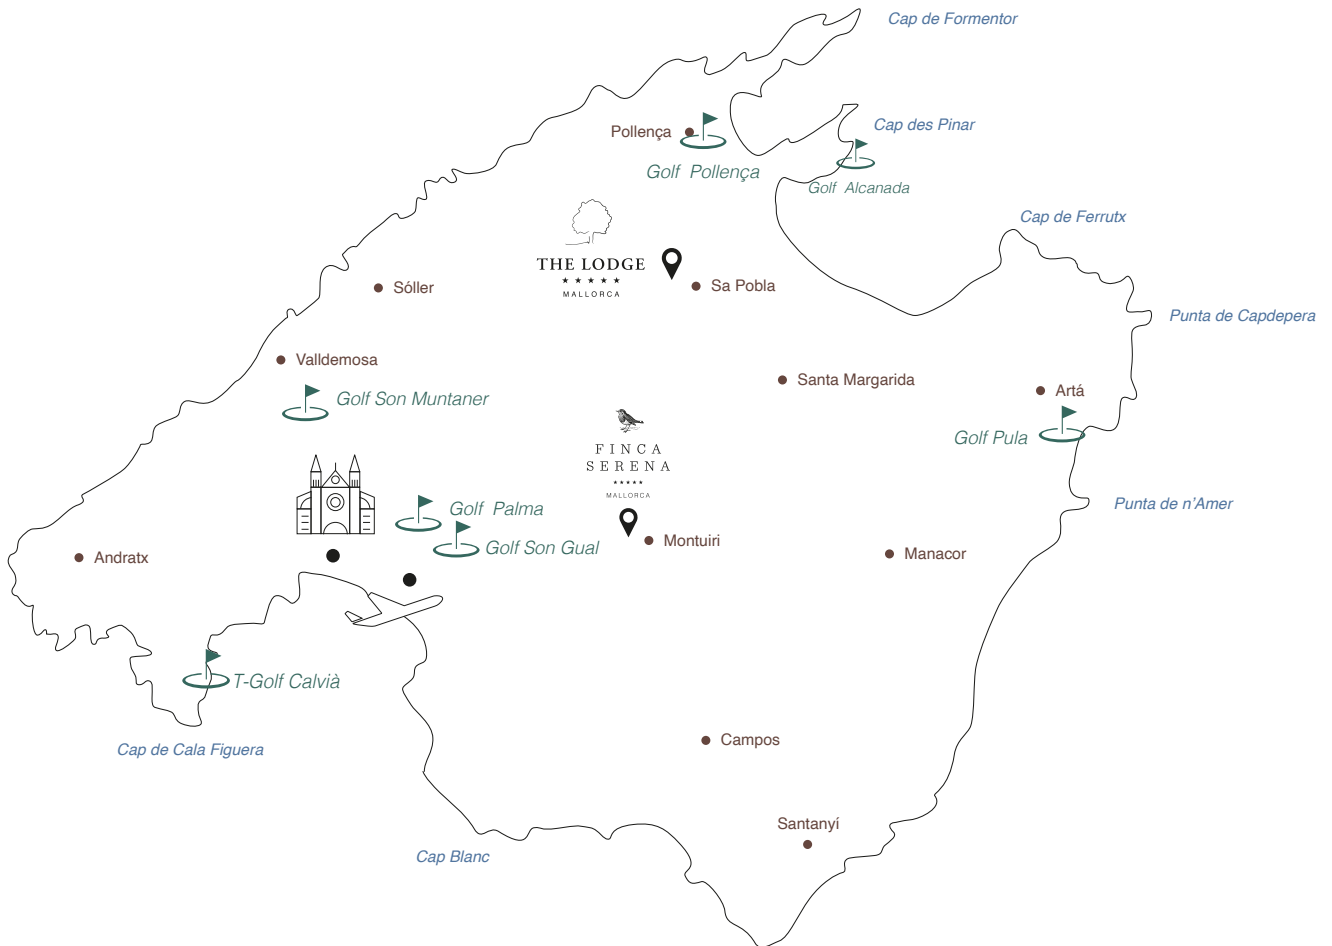 Cap de Formentor
Cap des Pinar
Pollença
Golf Pollença
Golf Alcanada
Cap de Ferrutx
THE LODGE
★ ★ ★ ★ ★
MALLORCA
Sóller
Sa Pobla
Punta de Capdepera
Valldemosa
Santa Margarida
Artá
Golf Son Muntaner
Golf Pula
FINCA
SERENA
★★★★★
MALLORCA
Punta de n’Amer
Golf Palma
Golf Son Gual
Montuiri
Manacor
Andratx
T-Golf Calvià
Cap de Cala Figuera
Campos
Santanyí
Cap Blanc